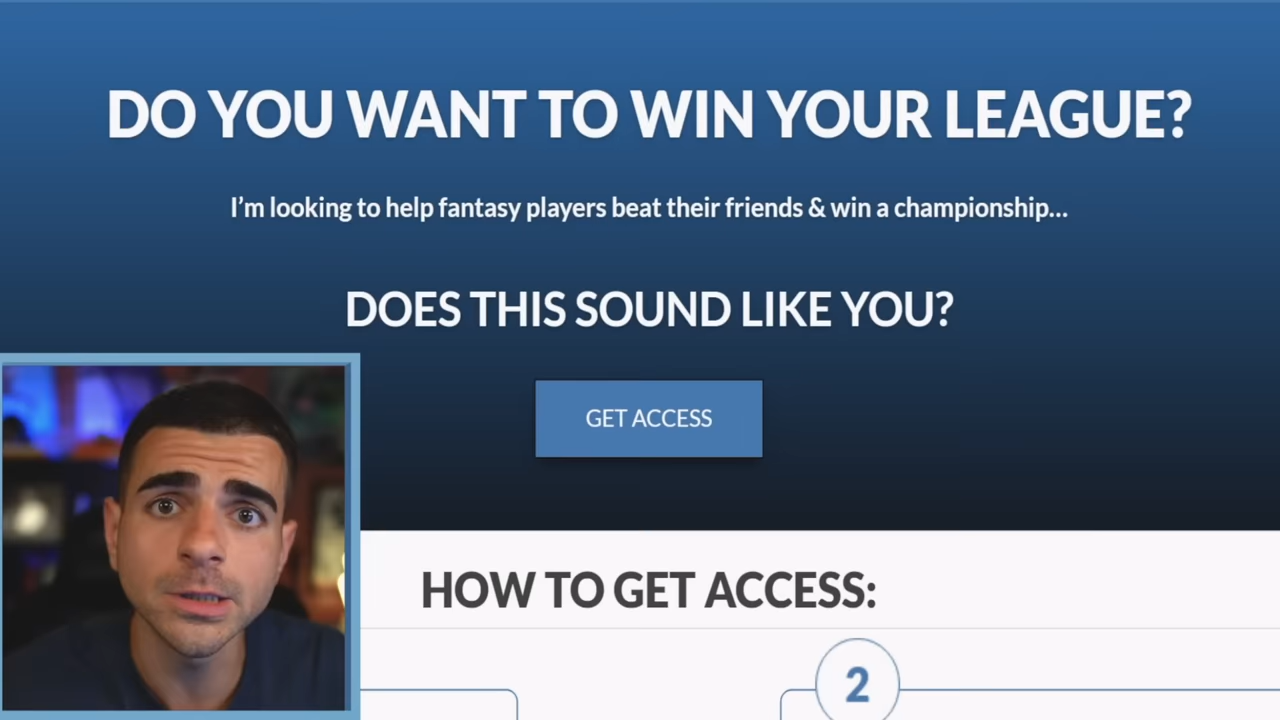 DO YOU WANT TO WIN YOUR LEAGUE?
I’m looking to help fantasy players beat their friends & win a championship...
DOES THIS SOUND LIKE YOU?
GET ACCESS
HOW TO GET ACCESS:
2